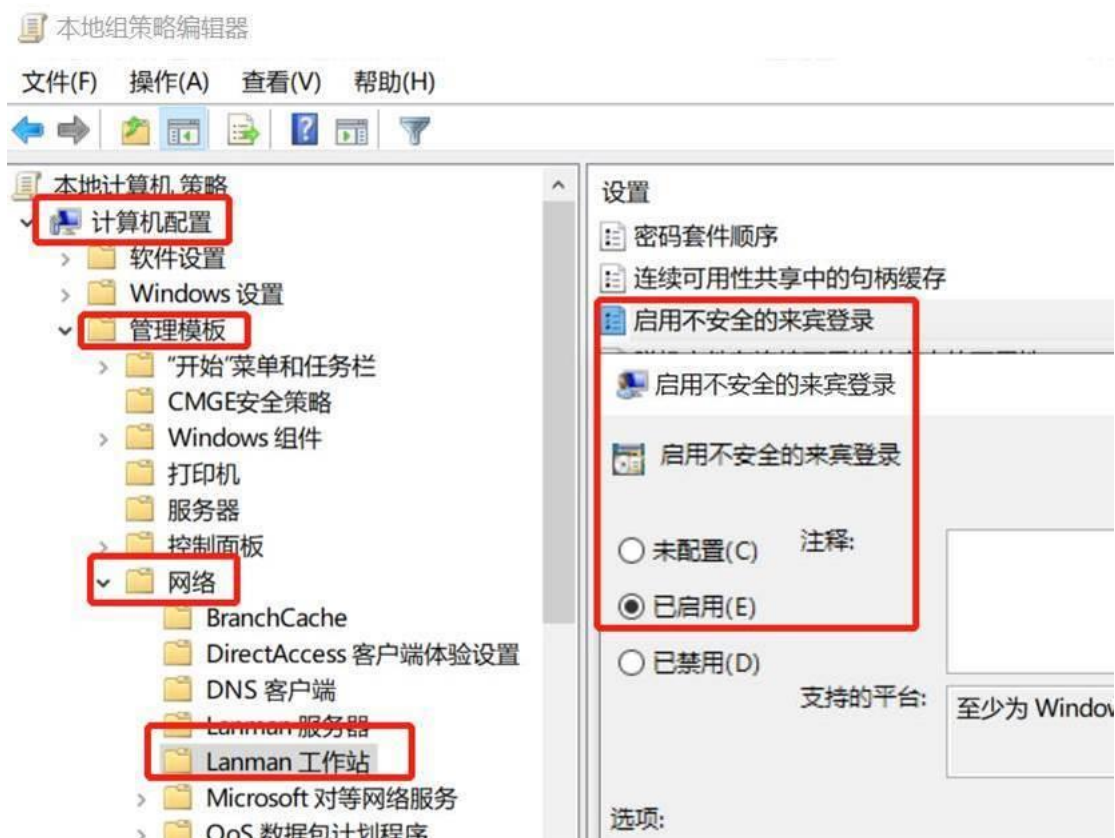 本地组策略编辑器
文件(F) 操作(A) 查看(V) 帮助(H)
本地计算机 策略
计算机配置
软件设置
Windows 设置
管理模板
"开始"菜单和任务栏
CMGE安全策略
Windows 组件
打印机
服务器
控制面板
网络
BranchCache
DirectAccess 客户端体验设置
DNS 客户端
Lanman 服务器
Lanman 工作站
Microsoft 对等网络服务
QoS 数据包计划程序
设置
密码套件顺序
连续可用性共享中的句柄缓存
启用不安全的来宾登录
启用不安全的来宾登录
启用不安全的来宾登录
未配置(C) 注释:
已启用(E)
已禁用(D)
支持的平台: 至少为 Window
选项: